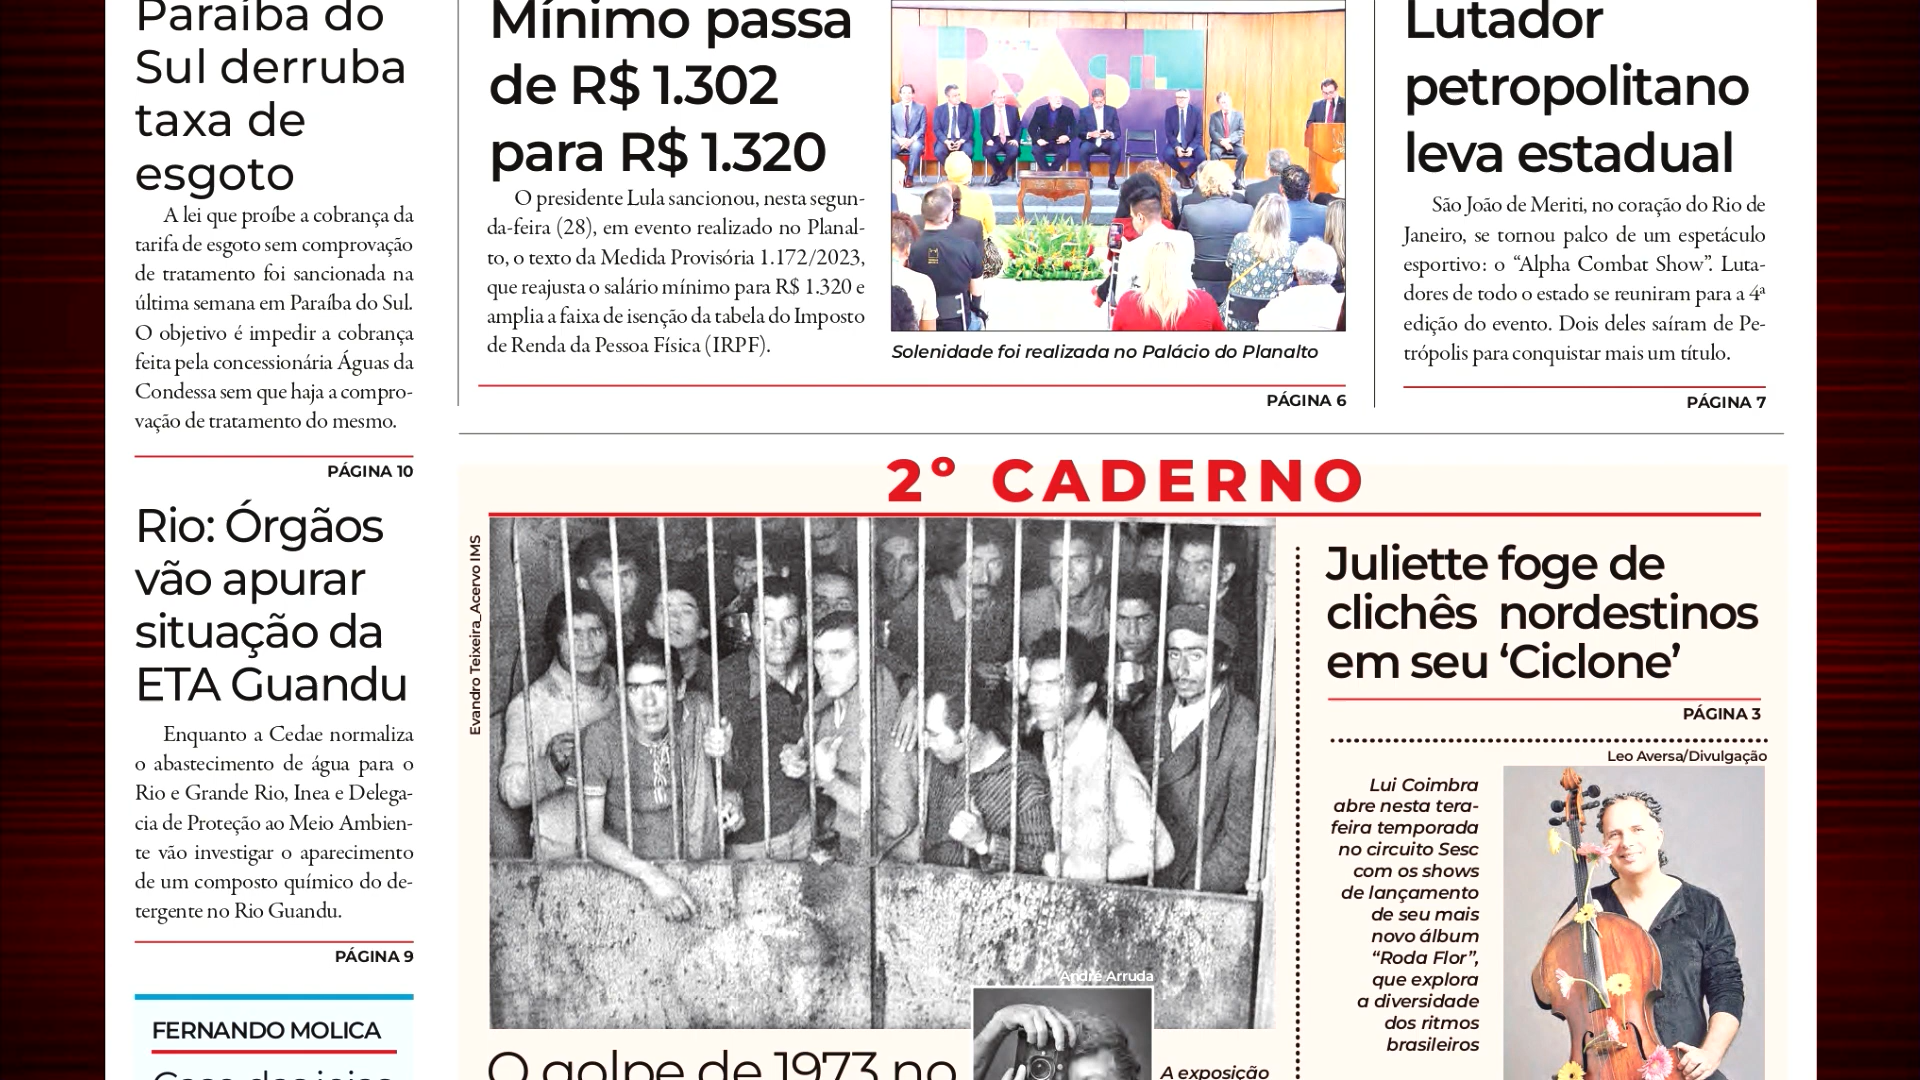 Paraíba do
Sul derruba
taxa de
esgoto
A lei que proíbe a cobrança da
tarifa de esgoto sem comprovação
de tratamento foi sancionada na
última semana em Paraíba do Sul.
O objetivo é impedir a cobrança
feita pela concessionária Águas da
Condessa sem que haja a compro-
vação de tratamento do mesmo.
PÁGINA 10
Rio: Órgãos
vão apurar
situação da
ETA Guandu
Enquanto a Cedae normaliza
o abastecimento de água para o
Rio e Grande Rio, Inea e Delega-
cia de Proteção ao Meio Ambien-
te vão investigar o aparecimento
de um composto químico do de-
tergente no Rio Guandu.
PÁGINA 9
FERNANDO MOLICA
Mínimo passa
de R$ 1.302
para R$ 1.320
O presidente Lula sancionou, nesta segun-
da-feira (28), em evento realizado no Planal-
to, o texto da Medida Provisória 1.172/2023,
que reajusta o salário mínimo para R$ 1.320 e
amplia a faixa de isenção da tabela do Imposto
de Renda da Pessoa Física (IRPF).
BRASIL
Solenidade foi realizada no Palácio do Planalto
PÁGINA 6
Lutador
petropolitano
leva estadual
São João de Meriti, no coração do Rio de
Janeiro, se tornou palco de um espetáculo
esportivo: o “Alpha Combat Show”. Luta-
dores de todo o estado se reuniram para a 4ª
edição do evento. Dois deles saíram de Pe-
trópolis para conquistar mais um título.
PÁGINA 7
2º CADERNO
Evandro Teixeira_Acervo IMS
André Arruda
O golpe de 1973 no
A exposição
Juliette foge de
clichês nordestinos
em seu ‘Ciclone’
PÁGINA 3
Leo Aversa/Divulgação
Lui Coimbra
abre nesta tera-
feira temporada
no circuito Sesc
com os shows
de lançamento
de seu mais
novo álbum
“Roda Flor”,
que explora
a diversidade
dos ritmos
brasileiros